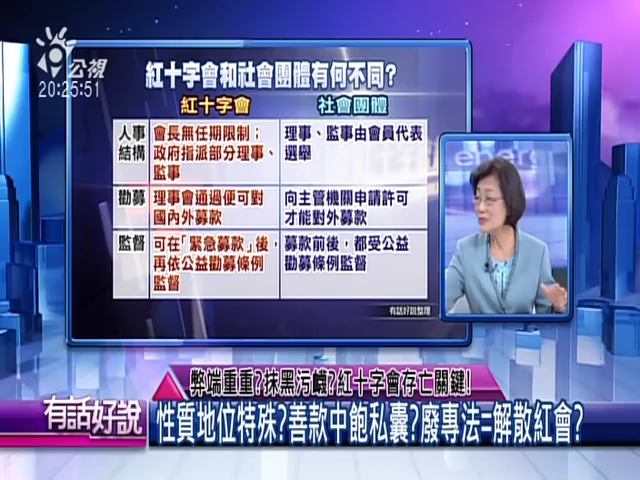 公視
20:25:51
紅十字會和社會團體有何不同?
紅十字會 社會團體
人事結構
會長無任期限制；
政府指派部分理事、
監事
理事、監事由會員代表
選舉
勸募
理事會通過便可對
國內外募款
向主管機關申請許可
才能對外募款
監督
可在「緊急募款」後，
再依公益勸募條例
監督
募款前後，都受公益
勸募條例監督
有話好說整理
弊端重重?抹黑污衊?紅十字會存亡關鍵!
有話好說
性質地位特殊?善款中飽私囊?廢專法=解散紅會?